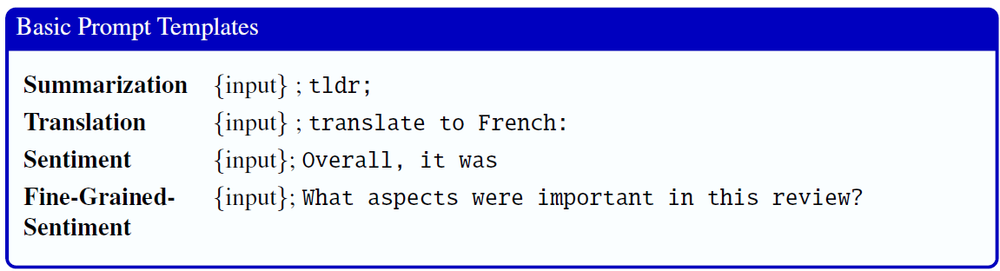 Basic Prompt Templates
Summarization {input} ; tldr;
Translation {input} ; translate to French:
Sentiment {input}; Overall, it was
Fine-Grained- {input}; What aspects were important in this review?
Sentiment